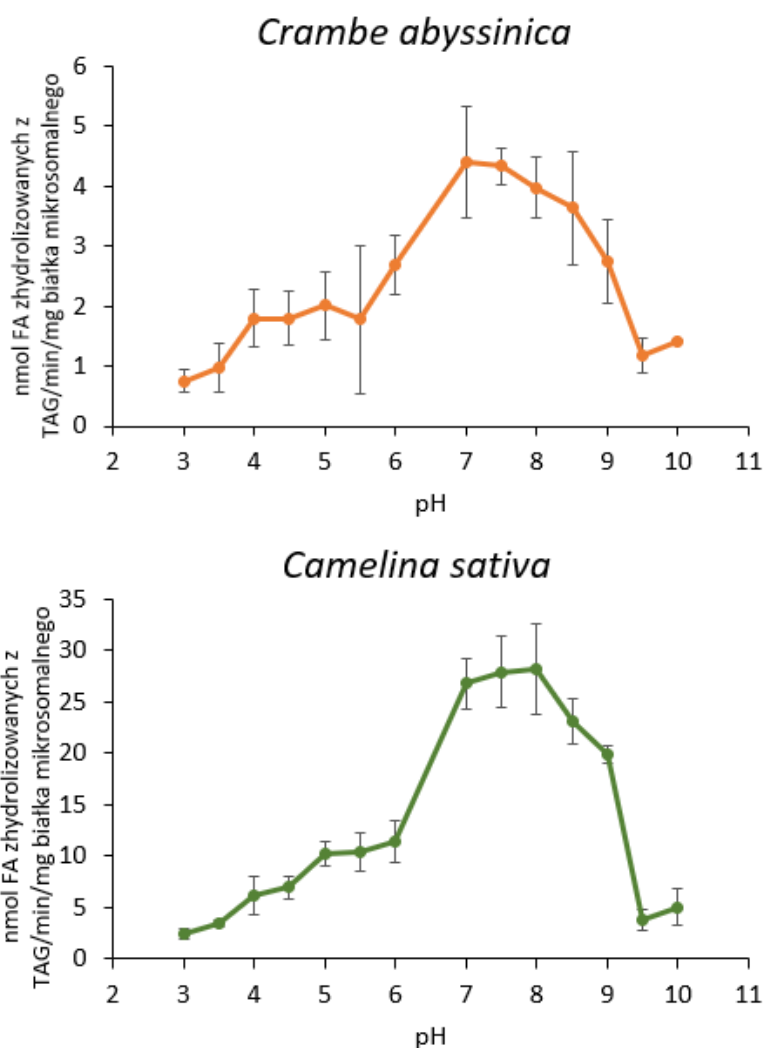 Crambe abyssinica
nmol FA zhydrolizowanych z
TAG/min/mg białka mikrosomalnego
6
5
4
3
2
1
0
2 3 4 5 6 7 8 9 10 11
pH
Camelina sativa
nmol FA zhydrolizowanych z
TAG/min/mg białka mikrosomalnego
35
30
25
20
15
10
5
0
2 3 4 5 6 7 8 9 10 11
pH